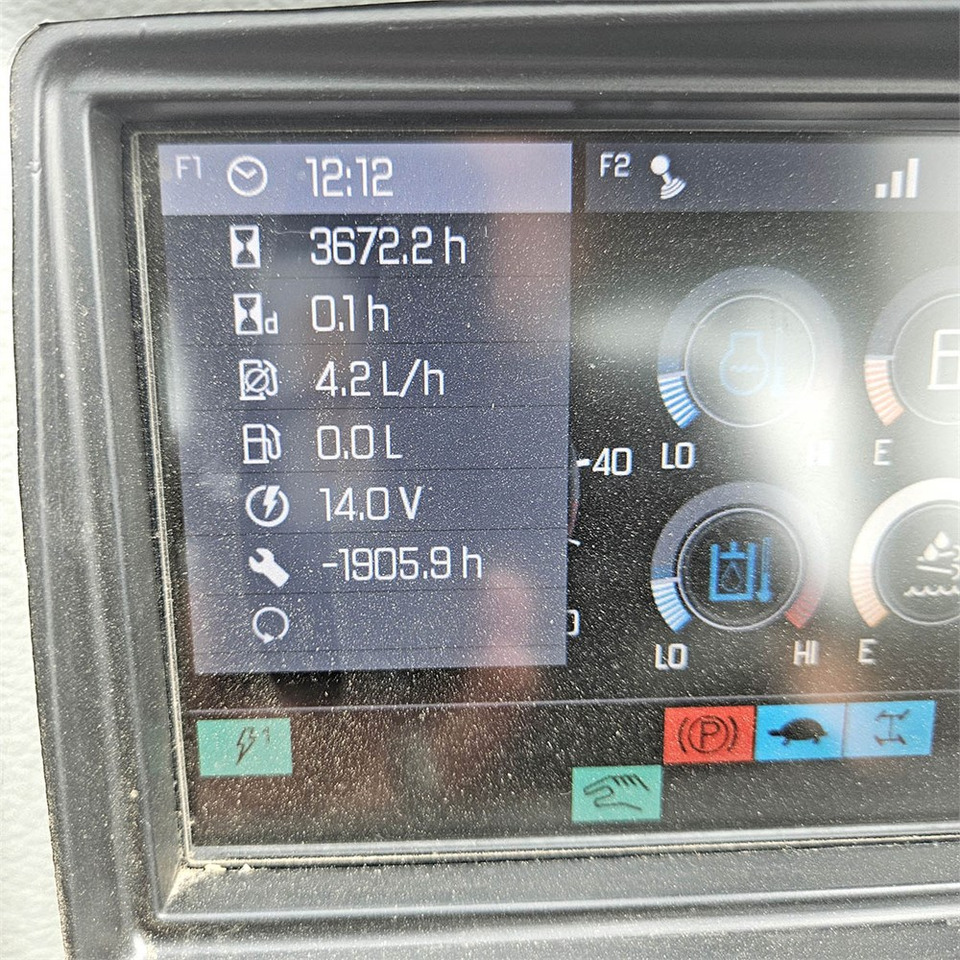 F1 12:12
F2
3672.2 h
d 0.1 h
4.2 L/h
0.0 L
-40 LO E
14.0 V
-1905.9 h
LO HI E
1
(P)